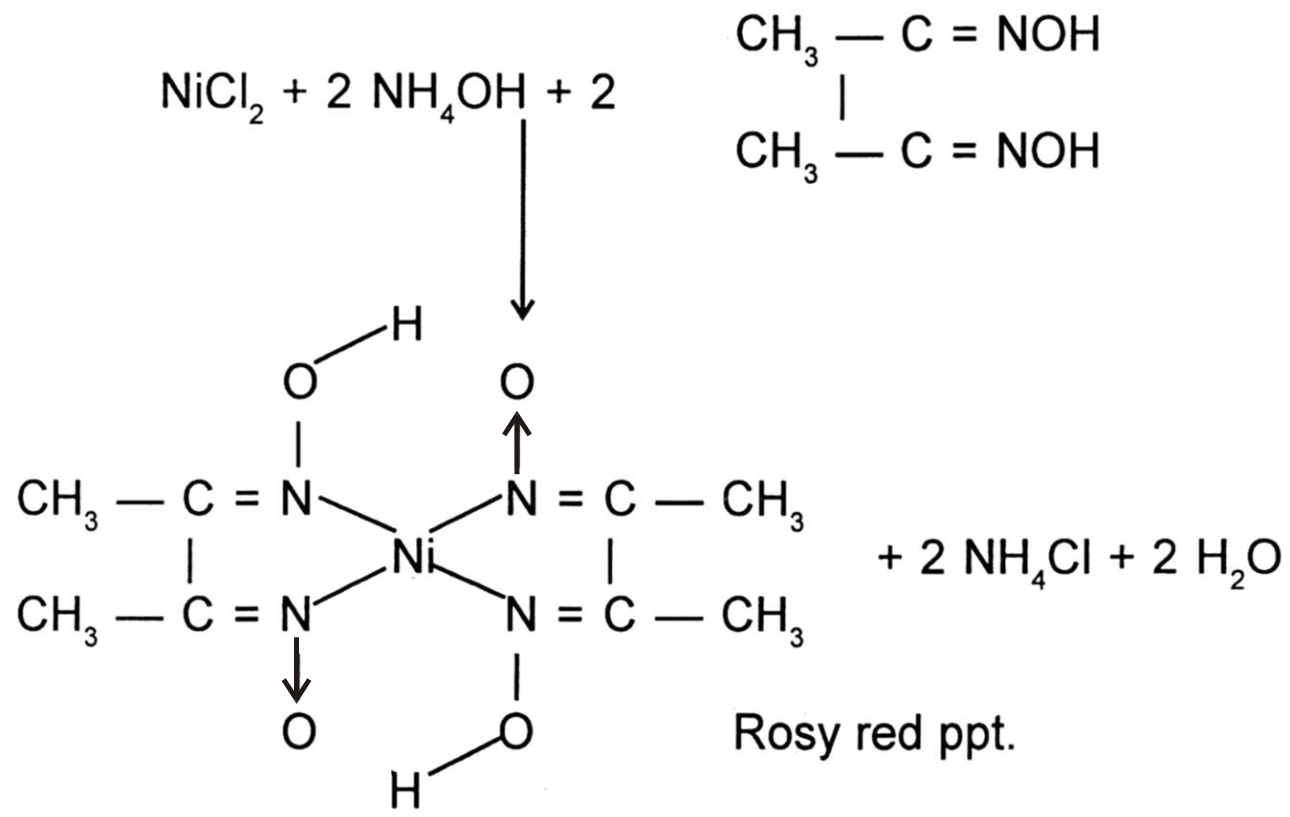 CH₃ — C = NOH
NiCl₂ + 2 NH₄OH + 2
|
CH₃ — C = NOH
H
O O
|
CH₃ — C = N N = C — CH₃
| Ni |
+ 2 NH₄Cl + 2 H₂O
CH₃ — C = N N = C — CH₃
|
O O
Rosy red ppt.
H